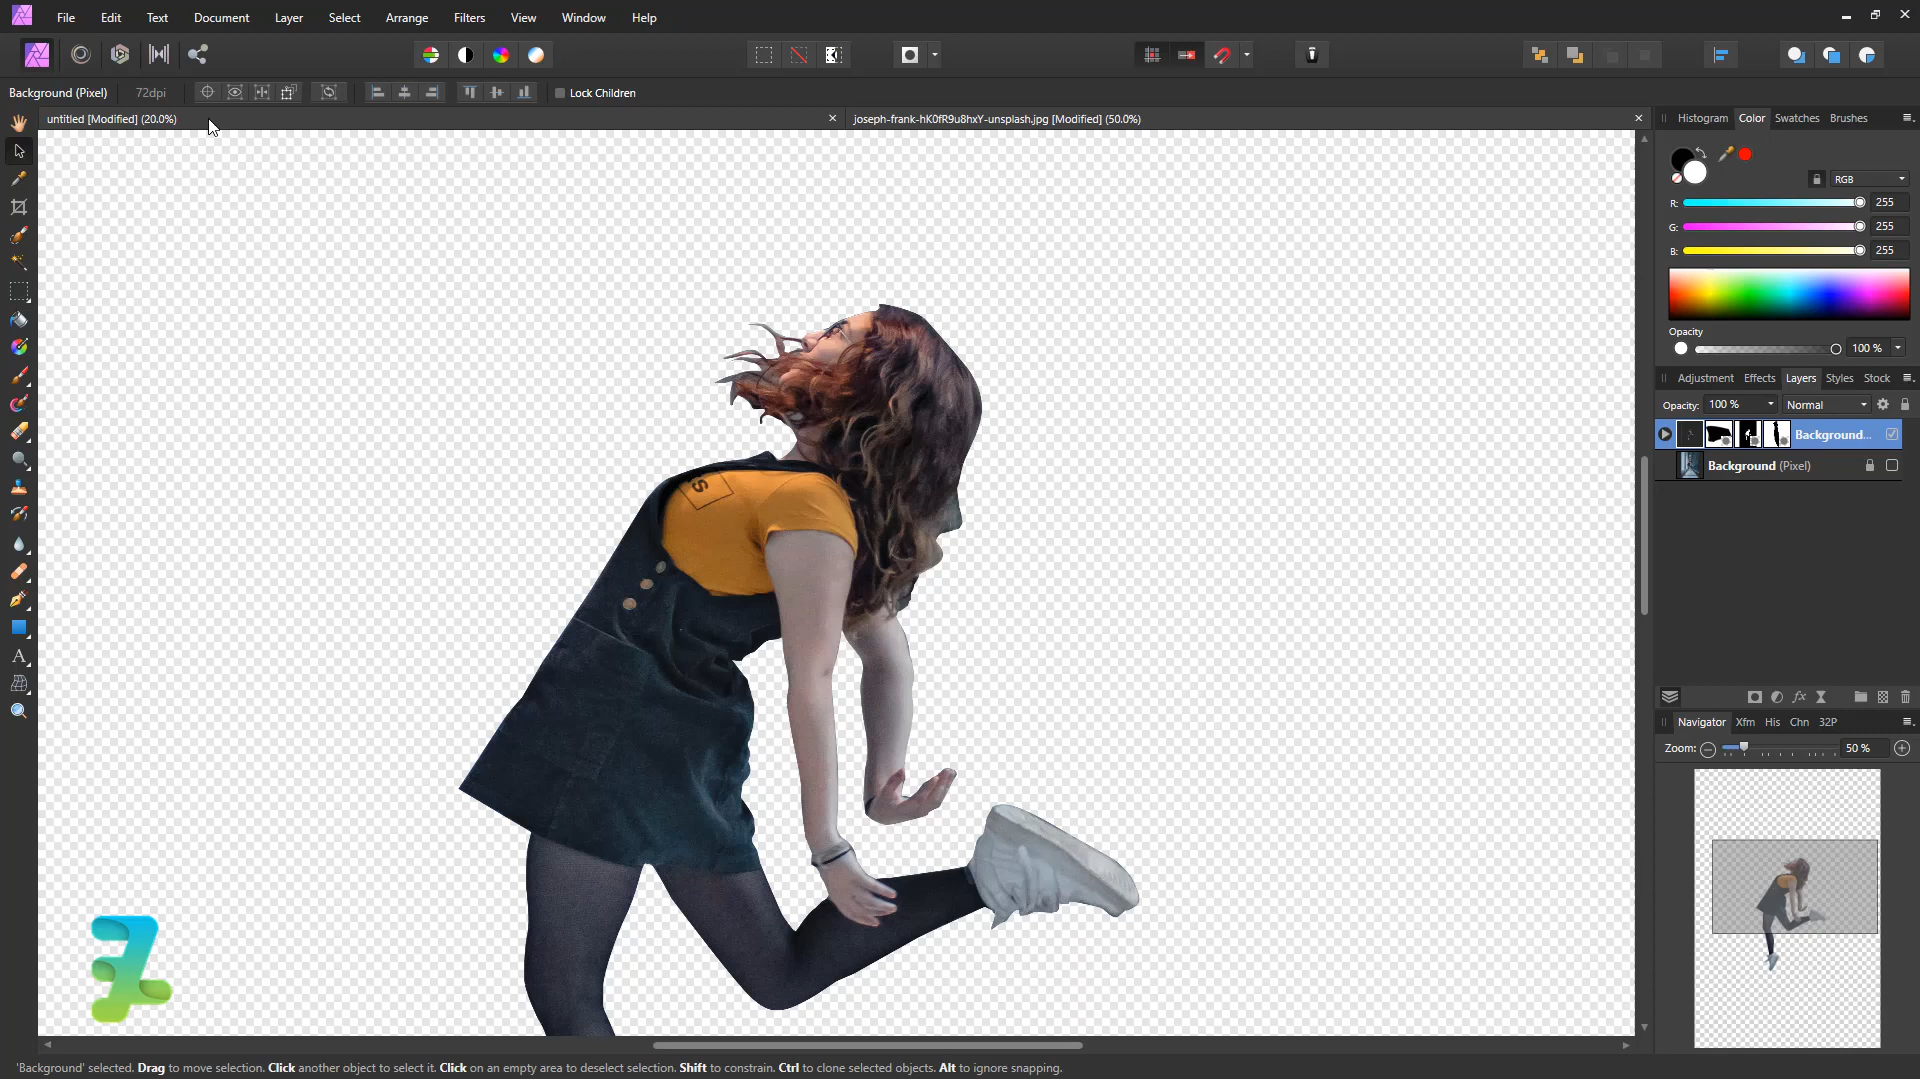 File Edit Text Document Layer Select Arrange Filters View Window Help
Background (Pixel) 72dpi Lock Children
untitled [Modified] (20.0%) joseph-frank-hK0fR9u8hxY-unsplash.jpg [Modified] (50.0%)
Histogram Color Swatches Brushes
RGB
R: 255
G: 255
B: 255
Opacity
100 %
Adjustment Effects Layers Styles Stock
Opacity: 100 % Normal
Background...
Background (Pixel)
Navigator Xfm His Chn 32P
Zoom: 50 %
'Background' selected. Drag to move selection. Click another object to select it. Click on an empty area to deselect selection. Shift to constrain. Ctrl to clone selected objects. Alt to ignore snapping.